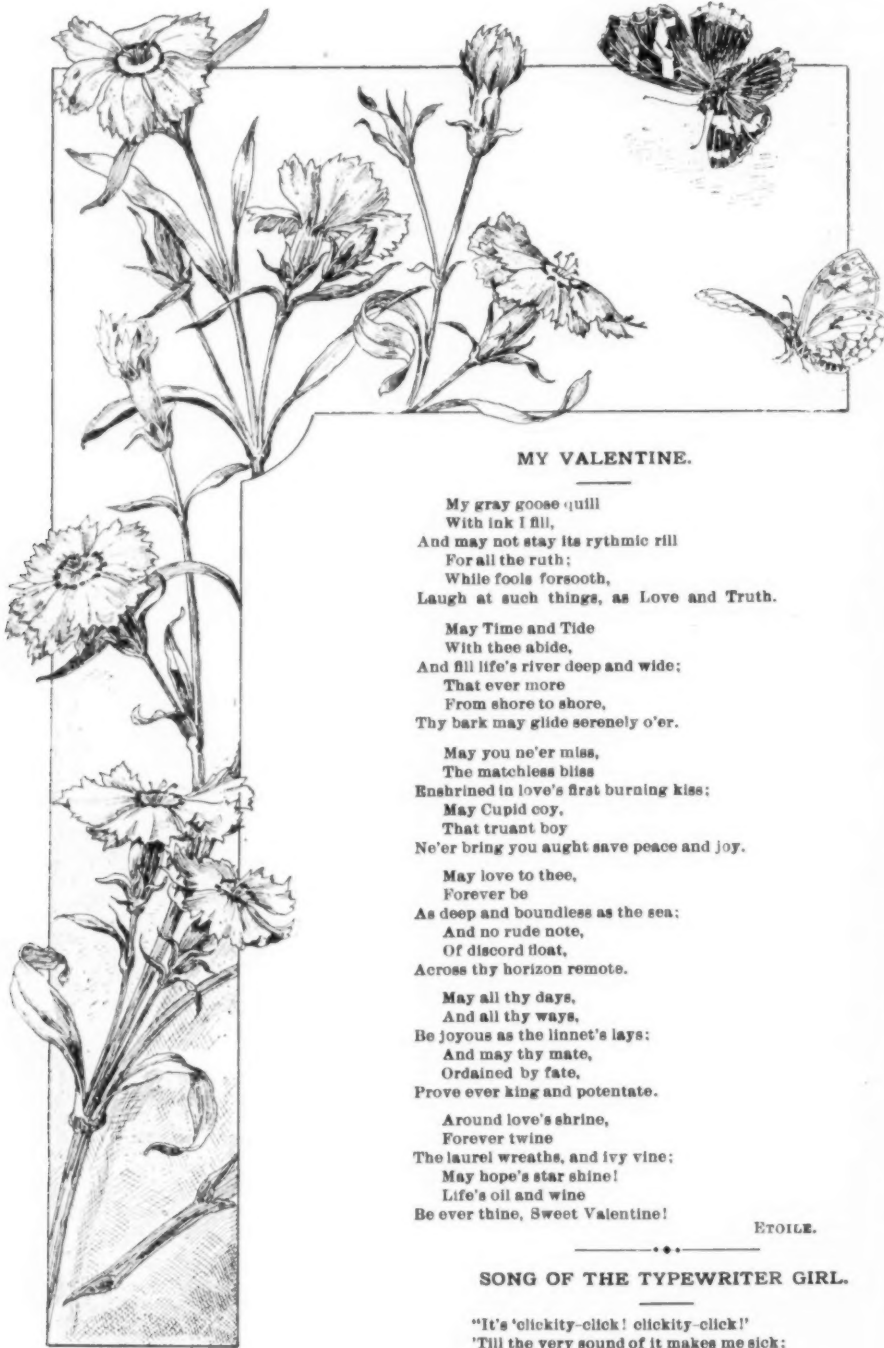 MY VALENTINE.
My gray goose quill
With ink I fill,
And may not stay its rythmic rill
For all the ruth;
While fools forsooth,
Laugh at such things, as Love and Truth.
May Time and Tide
With thee abide,
And fill life's river deep and wide;
That ever more
From shore to shore,
Thy bark may glide serenely o'er.
May you ne'er miss,
The matchless bliss
Enshrined in love's first burning kiss;
May Cupid coy,
That truant boy
Ne'er bring you aught save peace and joy.
May love to thee,
Forever be
As deep and boundless as the sea;
And no rude note,
Of discord float,
Across thy horizon remote.
May all thy days,
And all thy ways,
Be joyous as the linnet's lays;
And may thy mate,
Ordained by fate,
Prove ever king and potentate.
Around love's shrine,
Forever twine
The laurel wreaths, and ivy vine;
May hope's star shine!
Life's oil and wine
Be ever thine, Sweet Valentine!
ETOILE.
SONG OF THE TYPEWRITER GIRL.
"It's 'clickity-click! clickity-click!'
'Till the very sound of it makes me sick;